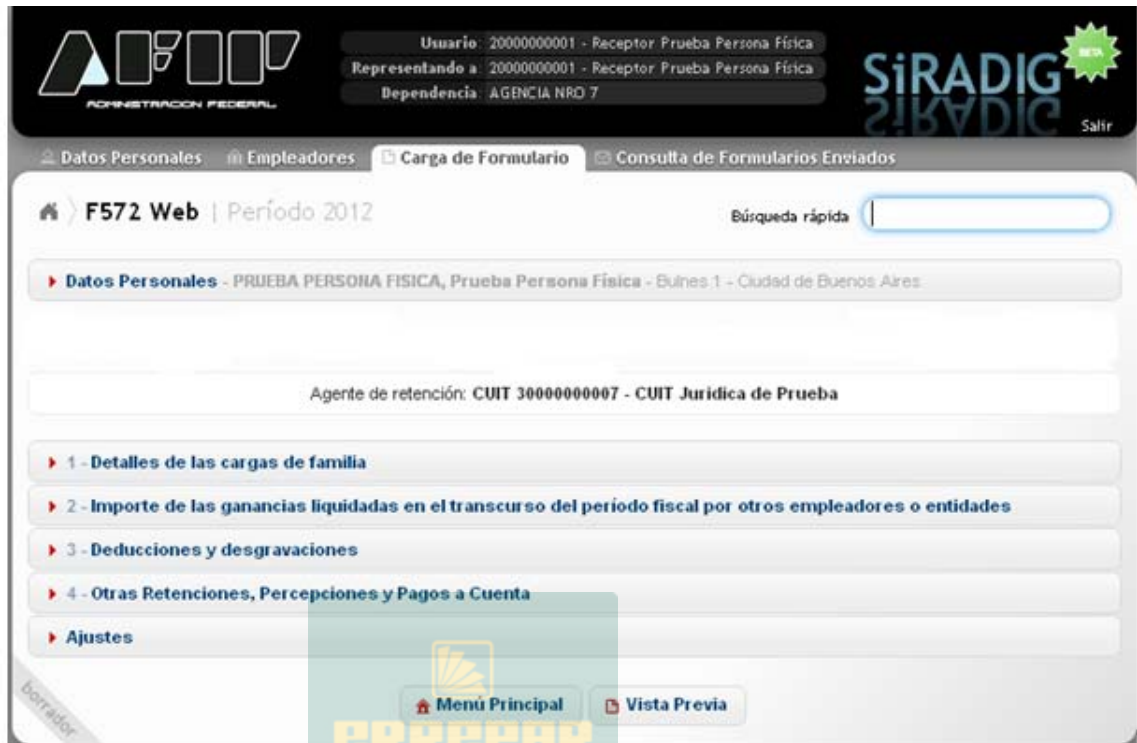 AFIP
ADMINISTRACION FEDERAL
Usuario: 20000000001 - Receptor Prueba Persona Física
Representando a: 20000000001 - Receptor Prueba Persona Física
Dependencia: AGENCIA NRO 7
SiRADIG
BETA
Salir
Datos Personales
Empleadores
Carga de Formulario
Consulta de Formularios Enviados
F572 Web | Período 2012
Búsqueda rápida
Datos Personales - PRUEBA PERSONA FISICA, Prueba Persona Física - Bulnes 1 - Ciudad de Buenos Aires
Agente de retención: CUIT 30000000007 - CUIT Juridica de Prueba
1 - Detalles de las cargas de familia
2 - Importe de las ganancias liquidadas en el transcurso del período fiscal por otros empleadores o entidades
3 - Deducciones y desgravaciones
4 - Otras Retenciones, Percepciones y Pagos a Cuenta
Ajustes
borrador
Menú Principal
Vista Previa